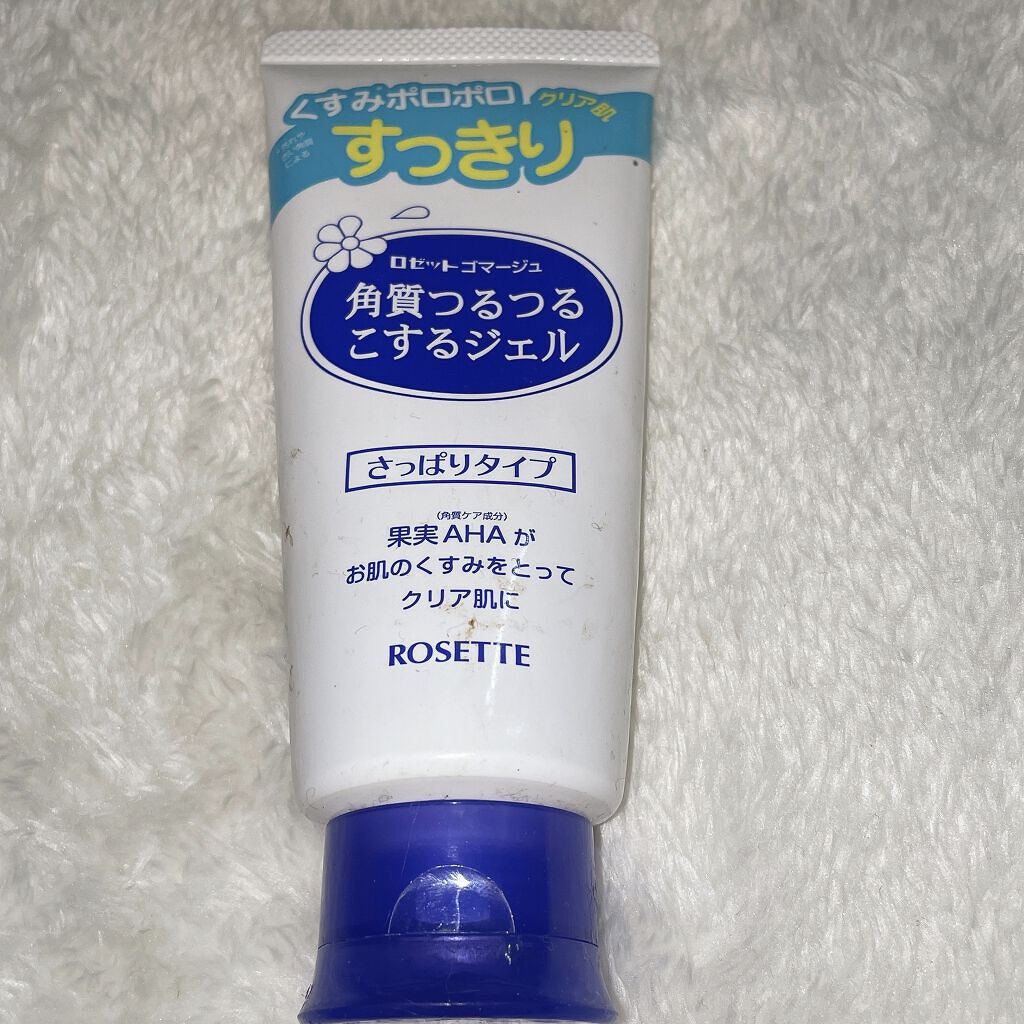 くすみポロポロ
クリア肌
すっきり
による
ロゼットゴマージュ
角質つるつる
こするジェル
さっぱりタイプ
(角質ケア成分)
果実AHAが
お肌のくすみをとって
クリア肌に
ROSETTE